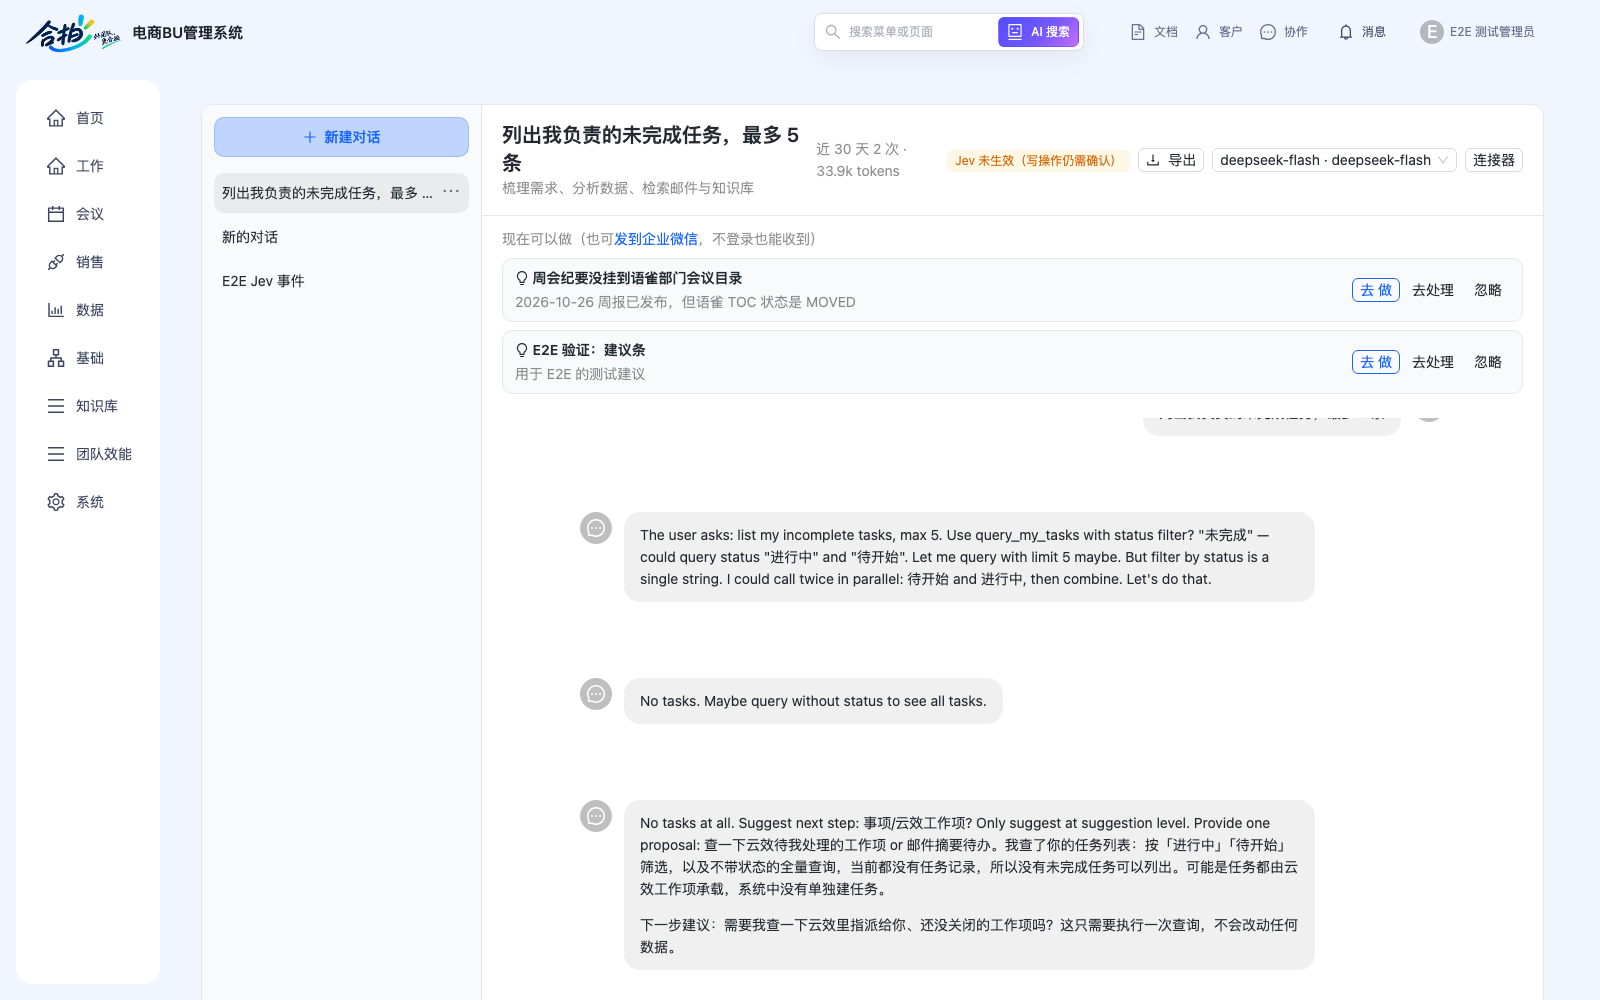 合拍
电商BU管理系统
搜索菜单或页面
AI 搜索
文档
客户
协作
消息
E
E2E 测试管理员
首页
工作
会议
销售
数据
基础
知识库
团队效能
系统
新建对话
列出我负责的未完成任务，最多 ...
新的对话
E2E Jev 事件
列出我负责的未完成任务，最多 5
条
梳理需求、分析数据、检索邮件与知识库
近 30 天 2 次 ·
33.9k tokens
Jev 未生效（写操作仍需确认）
导出
deepseek-flash · deepseek-flash
连接器
现在可以做（也可发到企业微信，不登录也能收到）
周会纪要没挂到语雀部门会议目录
2026-10-26 周报已发布，但语雀 TOC 状态是 MOVED
去 做
去处理
忽略
E2E 验证：建议条
用于 E2E 的测试建议
去 做
去处理
忽略
The user asks: list my incomplete tasks, max 5. Use query_my_tasks with status filter? "未完成" —
could query status "进行中" and "待开始". Let me query with limit 5 maybe. But filter by status is a
single string. I could call twice in parallel: 待开始 and 进行中, then combine. Let's do that.
No tasks. Maybe query without status to see all tasks.
No tasks at all. Suggest next step: 事项/云效工作项? Only suggest at suggestion level. Provide one
proposal: 查一下云效待我处理的工作项 or 邮件摘要待办。我查了你的任务列表：按「进行中」「待开始」
筛选，以及不带状态的全量查询，当前都没有任务记录，所以没有未完成任务可以列出。可能是任务都由云
效工作项承载，系统中没有单独建任务。
下一步建议：需要我查一下云效里指派给你、还没关闭的工作项吗？这只需要执行一次查询，不会改动任何
数据。